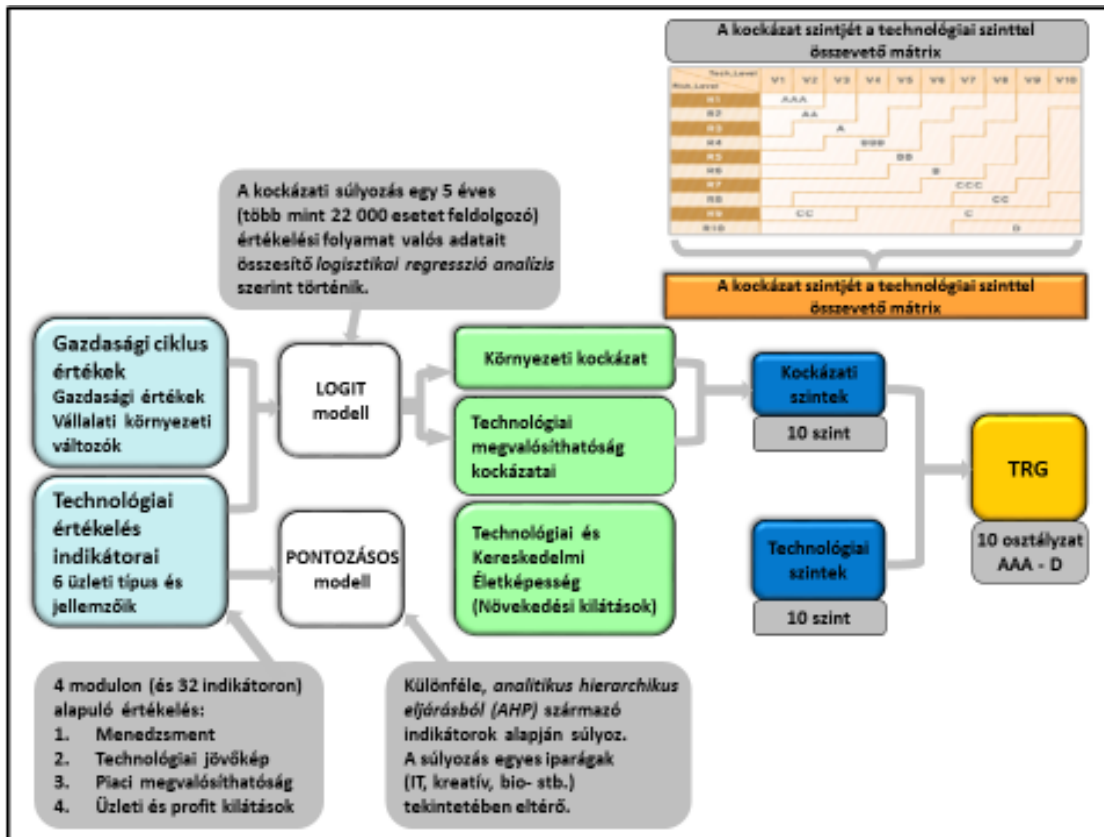 A kockázat szintjét a technológiai szinttel
összevető mátrix
Tech.Level
Risk.Level
V1 V2 V3 V4 V5 V6 V7 V8 V9 V10
R1 AAA
R2 AA
R3 A
R4 BBB
R5 BB
R6 B
R7 CCC
R8 CC
R9 CC C
R10 D
A kockázat szintjét a technológiai szinttel
összevető mátrix
A kockázati súlyozás egy 5 éves
(több mint 22 000 esetet feldolgozó)
értékelési folyamat valós adatait
összesítő logisztikai regresszió analízis
szerint történik.
Gazdasági ciklus
értékek
Gazdasági értékek
Vállalati környezeti
változók
LOGIT
modell
Környezeti kockázat
Technológiai
megvalósíthatóság
kockázatai
Kockázati
szintek
10 szint
TRG
10 osztályzat
AAA - D
Technológiai
értékelés
indikátorai
6 üzleti típus és
jellemzőik
PONTOZÁSOS
modell
Technológiai és
Kereskedelmi
Életképesség
(Növekedési kilátások)
Technológiai
szintek
10 szint
4 modulon (és 32 indikátoron)
alapuló értékelés:
1. Menedzsment
2. Technológiai jövőkép
3. Piaci megvalósíthatóság
4. Üzleti és profit kilátások
Különféle, analitikus hierarchikus
eljárásból (AHP) származó
indikátorok alapján súlyoz.
A súlyozás egyes iparágak
(IT, kreatív, bio- stb.)
tekintetében eltérő.